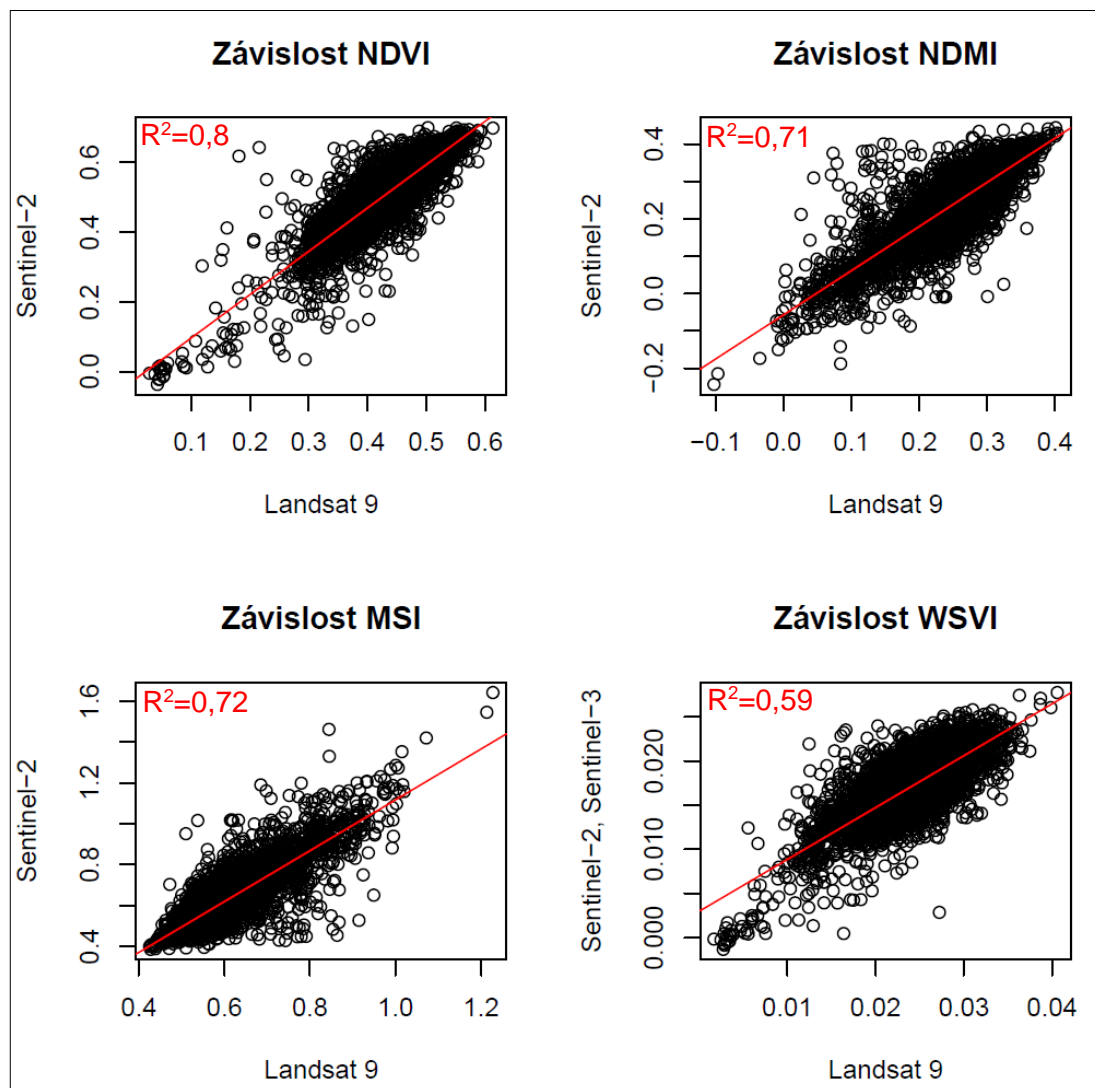 Závislost NDVI
R²=0,8
Sentinel−2
0.6
0.4
0.2
0.0
0.1 0.2 0.3 0.4 0.5 0.6
Landsat 9
Závislost NDMI
R²=0,71
Sentinel−2
0.4
0.2
0.0
−0.2
−0.1 0.0 0.1 0.2 0.3 0.4
Landsat 9
Závislost MSI
R²=0,72
Sentinel−2
1.6
1.2
0.8
0.4
0.4 0.6 0.8 1.0 1.2
Landsat 9
Závislost WSVI
R²=0,59
Sentinel−2, Sentinel−3
0.020
0.010
0.000
0.01 0.02 0.03 0.04
Landsat 9